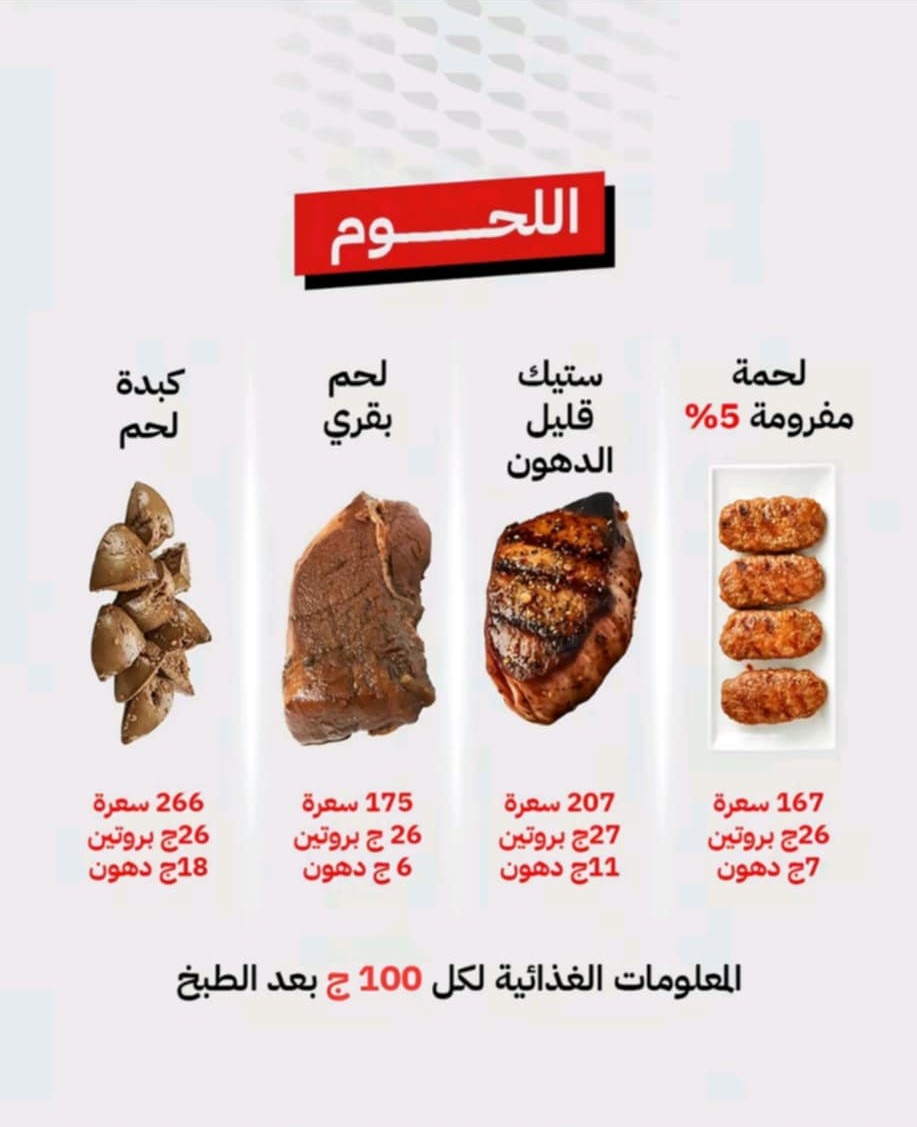 اللحـــــوم
لحمة
مفرومة 5%
ستيك
قليل
الدهون
لحم
بقري
كبدة
لحم
167 سعرة
26ج بروتين
7ج دهون
207 سعرة
27ج بروتين
11ج دهون
175 سعرة
26 ج بروتين
6 ج دهون
266 سعرة
26ج بروتين
18ج دهون
المعلومات الغذائية لكل 100 ج بعد الطبخ